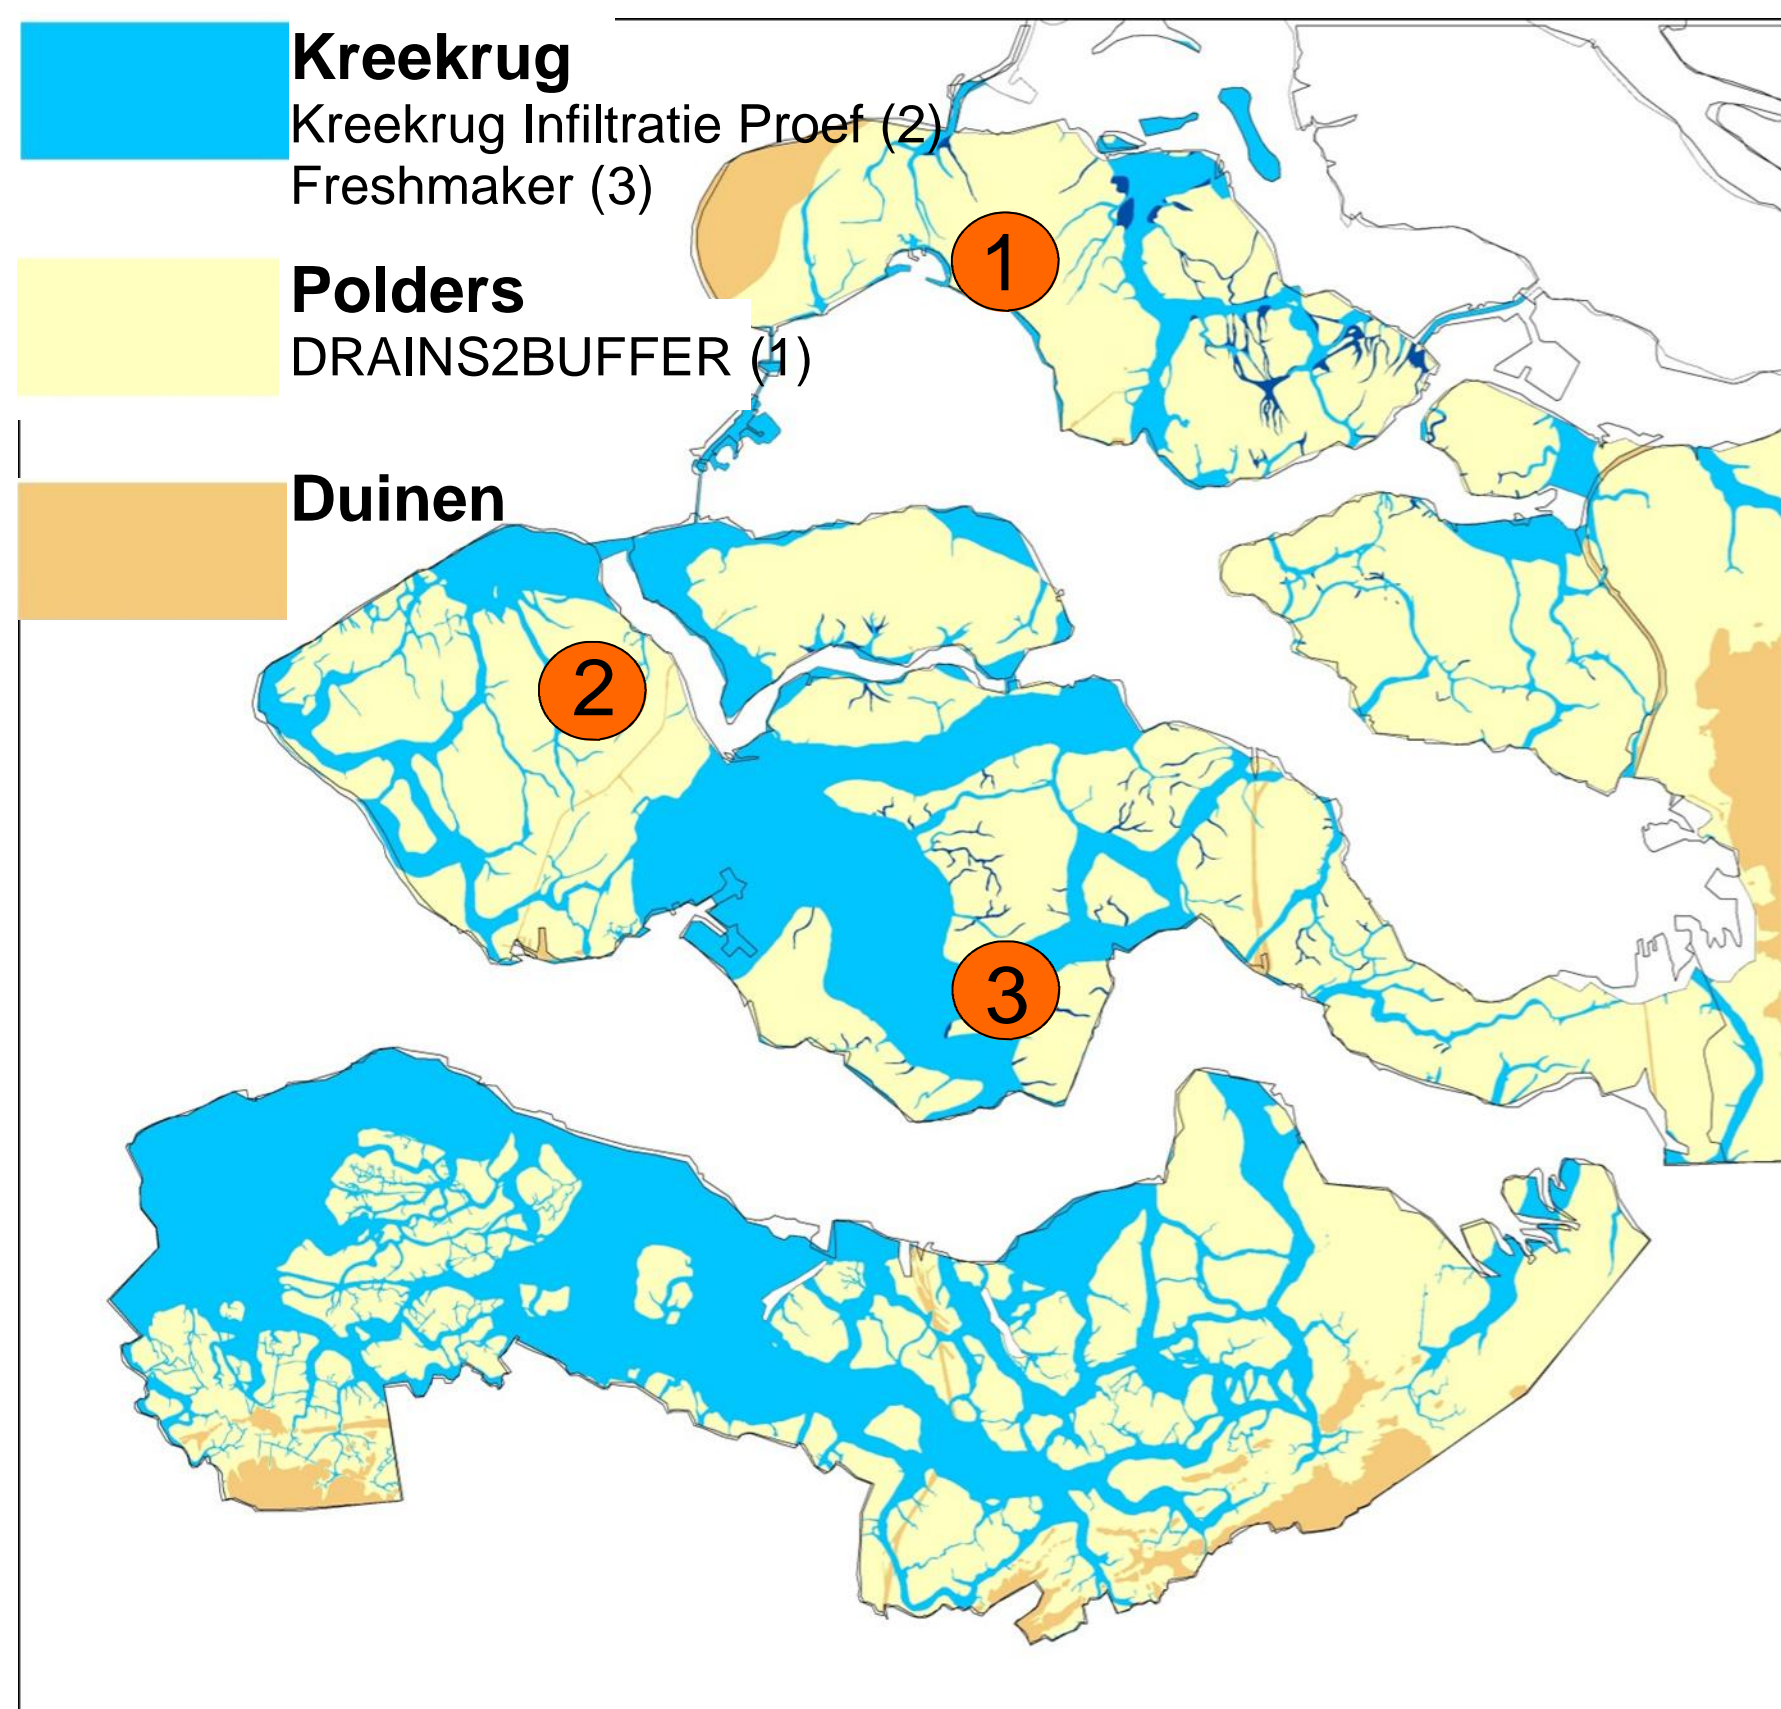 Kreekrug
Kreekrug Infiltratie Proef (2)
Freshmaker (3)
Polders
DRAINS2BUFFER (1)
Duinen
1
2
3